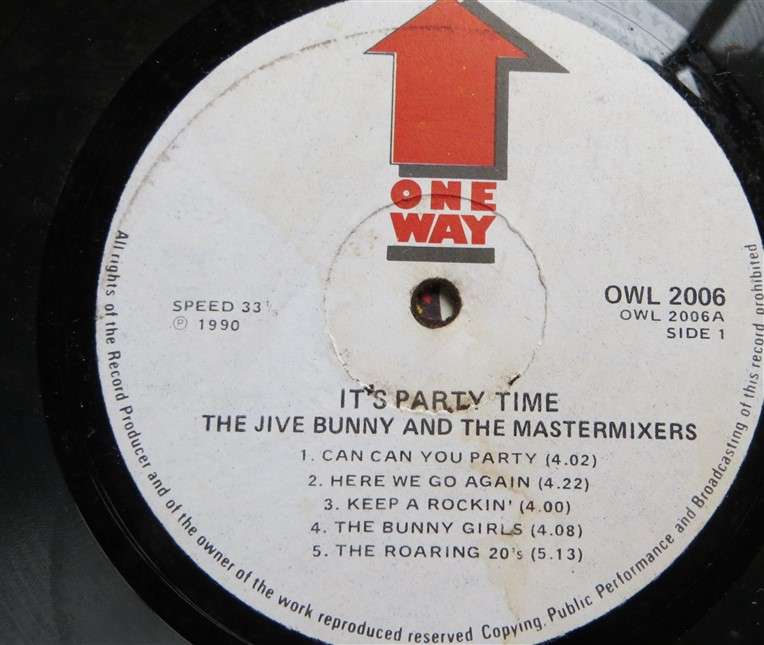 ONE
WAY
SPEED 33⅓
℗ 1990
OWL 2006
OWL 2006A
SIDE 1
IT'S PARTY TIME
THE JIVE BUNNY AND THE MASTERMIXERS
1. CAN CAN YOU PARTY (4.02)
2. HERE WE GO AGAIN (4.22)
3. KEEP A ROCKIN' (4.00)
4. THE BUNNY GIRLS (4.08)
5. THE ROARING 20's (5.13)
All rights of the Record Producer and of the owner of the work reproduced reserved Copying, Public Performance and Broadcasting of this record prohibited